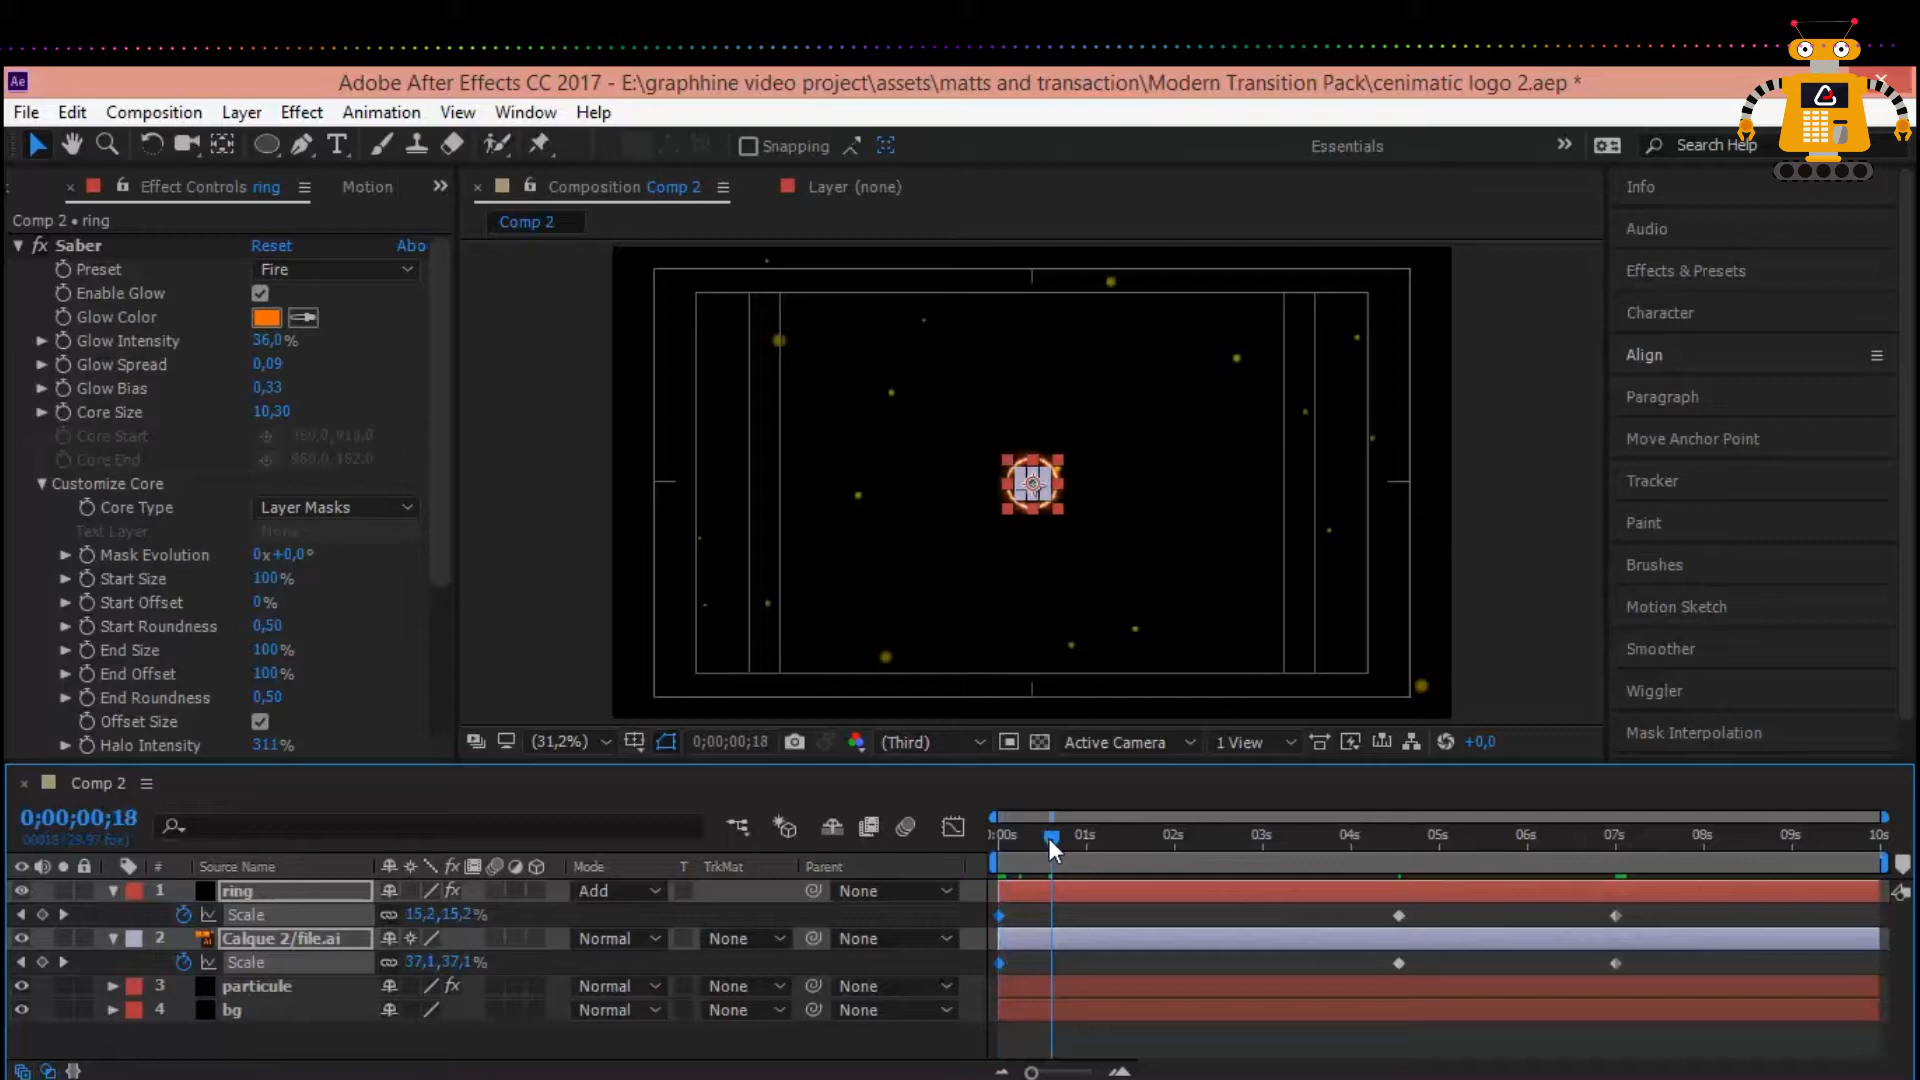 Ae Adobe After Effects CC 2017 - E:\graphhine video project\assets\matts and transaction\Modern Transition Pack\cenimatic logo 2.aep *
File Edit Composition Layer Effect Animation View Window Help
Snapping Essentials Search Help
Effect Controls ring Motion
Composition Comp 2 Layer (none)
Comp 2 • ring
Comp 2
fx Saber Reset Abo
Preset Fire
Enable Glow
Glow Color
Glow Intensity 36,0%
Glow Spread 0,09
Glow Bias 0,33
Core Size 10,30
Core Start
Core End
Customize Core
Core Type Layer Masks
Text Layer None
Mask Evolution 0x+0,0°
Start Size 100%
Start Offset 0%
Start Roundness 0,50
End Size 100%
End Offset 100%
End Roundness 0,50
Offset Size
Halo Intensity 311%
Info
Audio
Effects & Presets
Character
Align
Paragraph
Move Anchor Point
Tracker
Paint
Brushes
Motion Sketch
Smoother
Wiggler
Mask Interpolation
(31,2%) 0;00;00;18 (Third) Active Camera 1 View +0,0
Comp 2
0;00;00;18
00018 (29.97 fps)
:00s 01s 02s 03s 04s 05s 06s 07s 08s 09s 10s
# Source Name fx Mode T TrkMat Parent
1 ring fx Add None
Scale 15,2,15,2%
2 Calque 2/file.ai Normal None None
Scale 37,1,37,1%
3 particule fx Normal None None
4 bg Normal None None